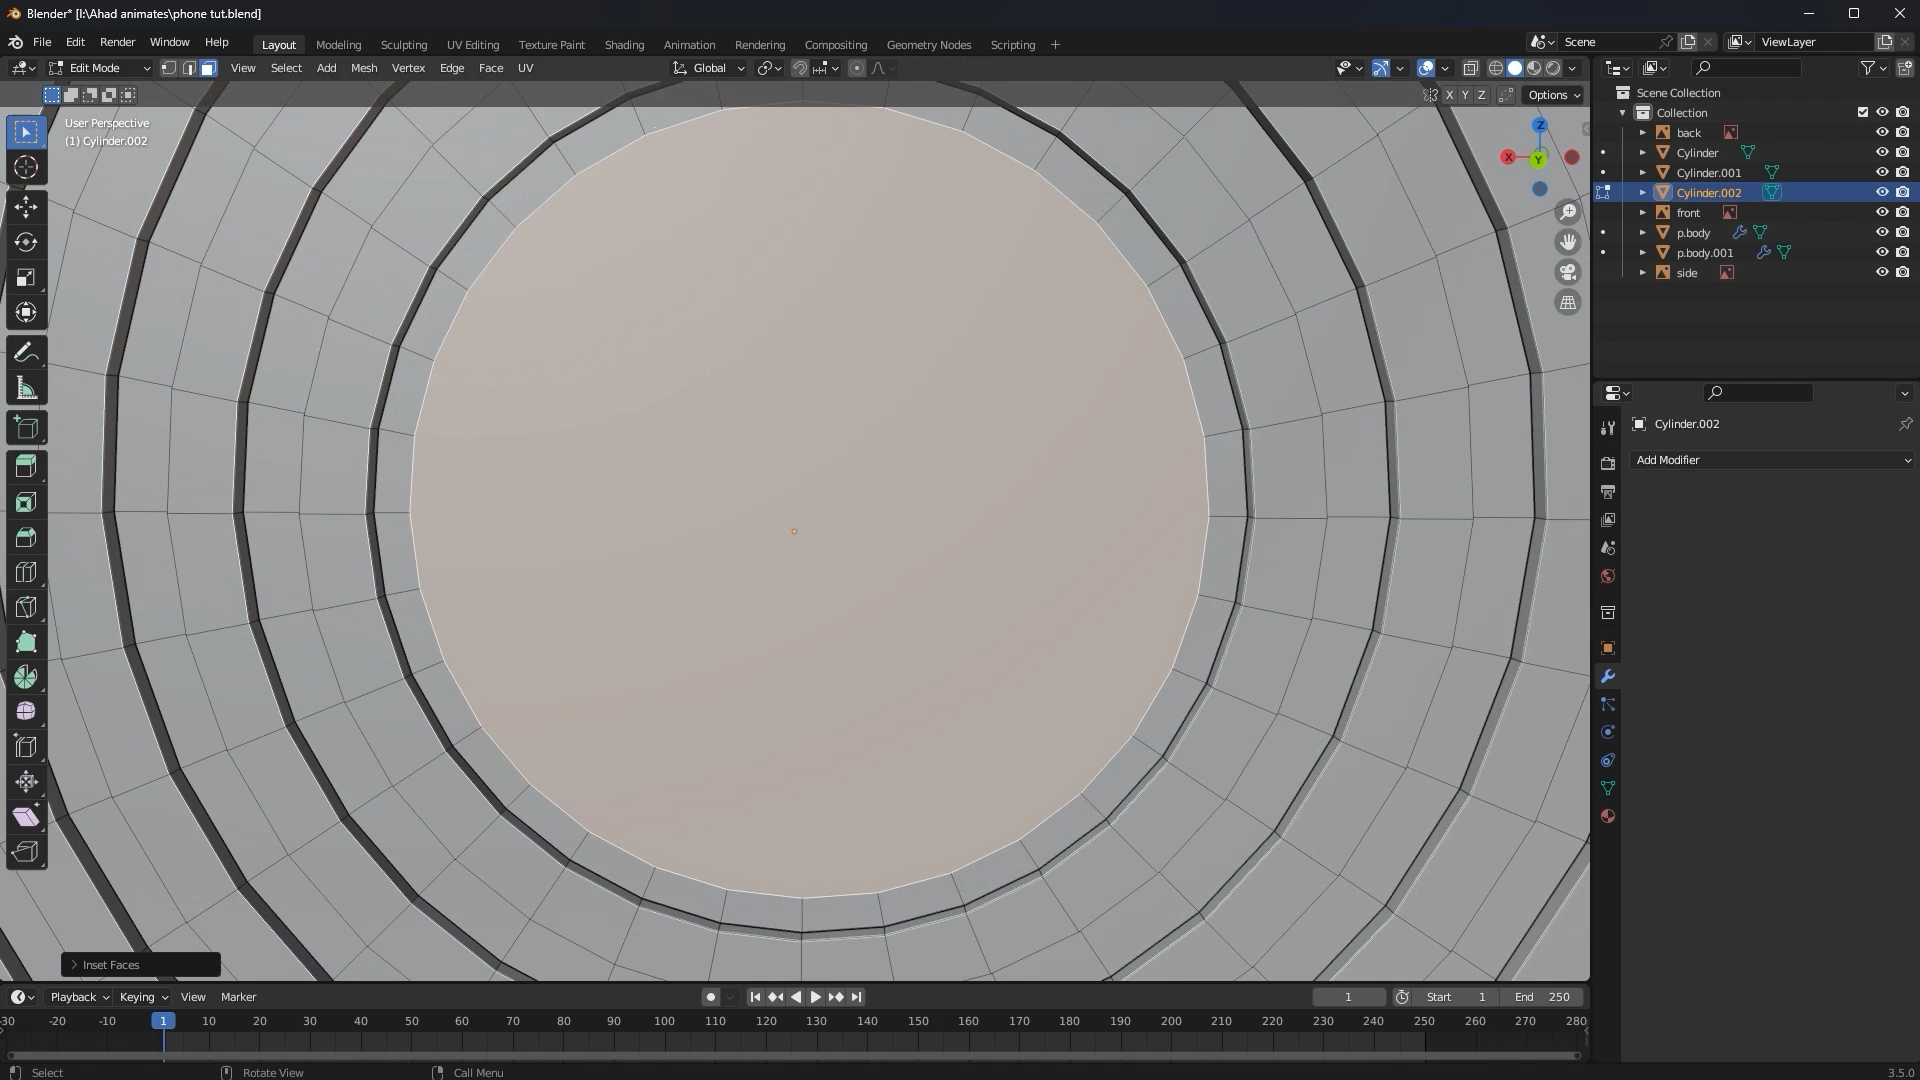 Blender* [I:\Ahad animates\phone tut.blend]
File Edit Render Window Help
Layout Modeling Sculpting UV Editing Texture Paint Shading Animation Rendering Compositing Geometry Nodes Scripting +
Scene
ViewLayer
Edit Mode View Select Add Mesh Vertex Edge Face UV
Global
X Y Z Options
User Perspective
(1) Cylinder.002
Z
X
Y
Scene Collection
Collection
back
Cylinder
Cylinder.001
Cylinder.002
front
p.body
p.body.001
side
Cylinder.002
Add Modifier
Inset Faces
Playback Keying View Marker
1 Start 1 End 250
-30 -20 -10 1 10 20 30 40 50 60 70 80 90 100 110 120 130 140 150 160 170 180 190 200 210 220 230 240 250 260 270 280
Select Rotate View Call Menu
3.5.0